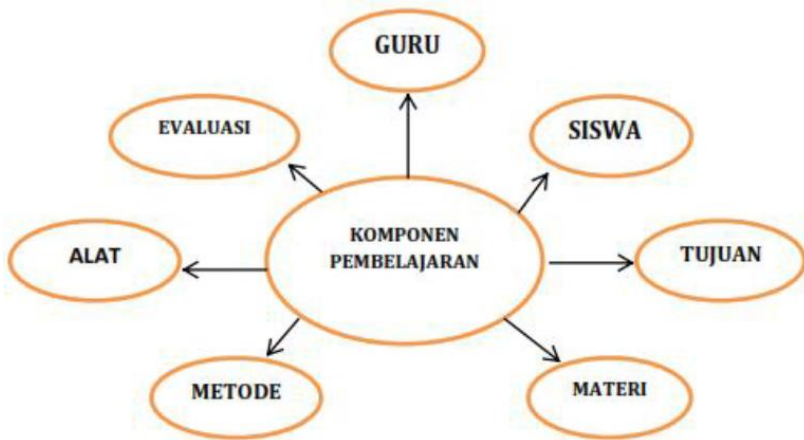 GURU
EVALUASI
SISWA
KOMPONEN
PEMBELAJARAN
ALAT
TUJUAN
METODE
MATERI